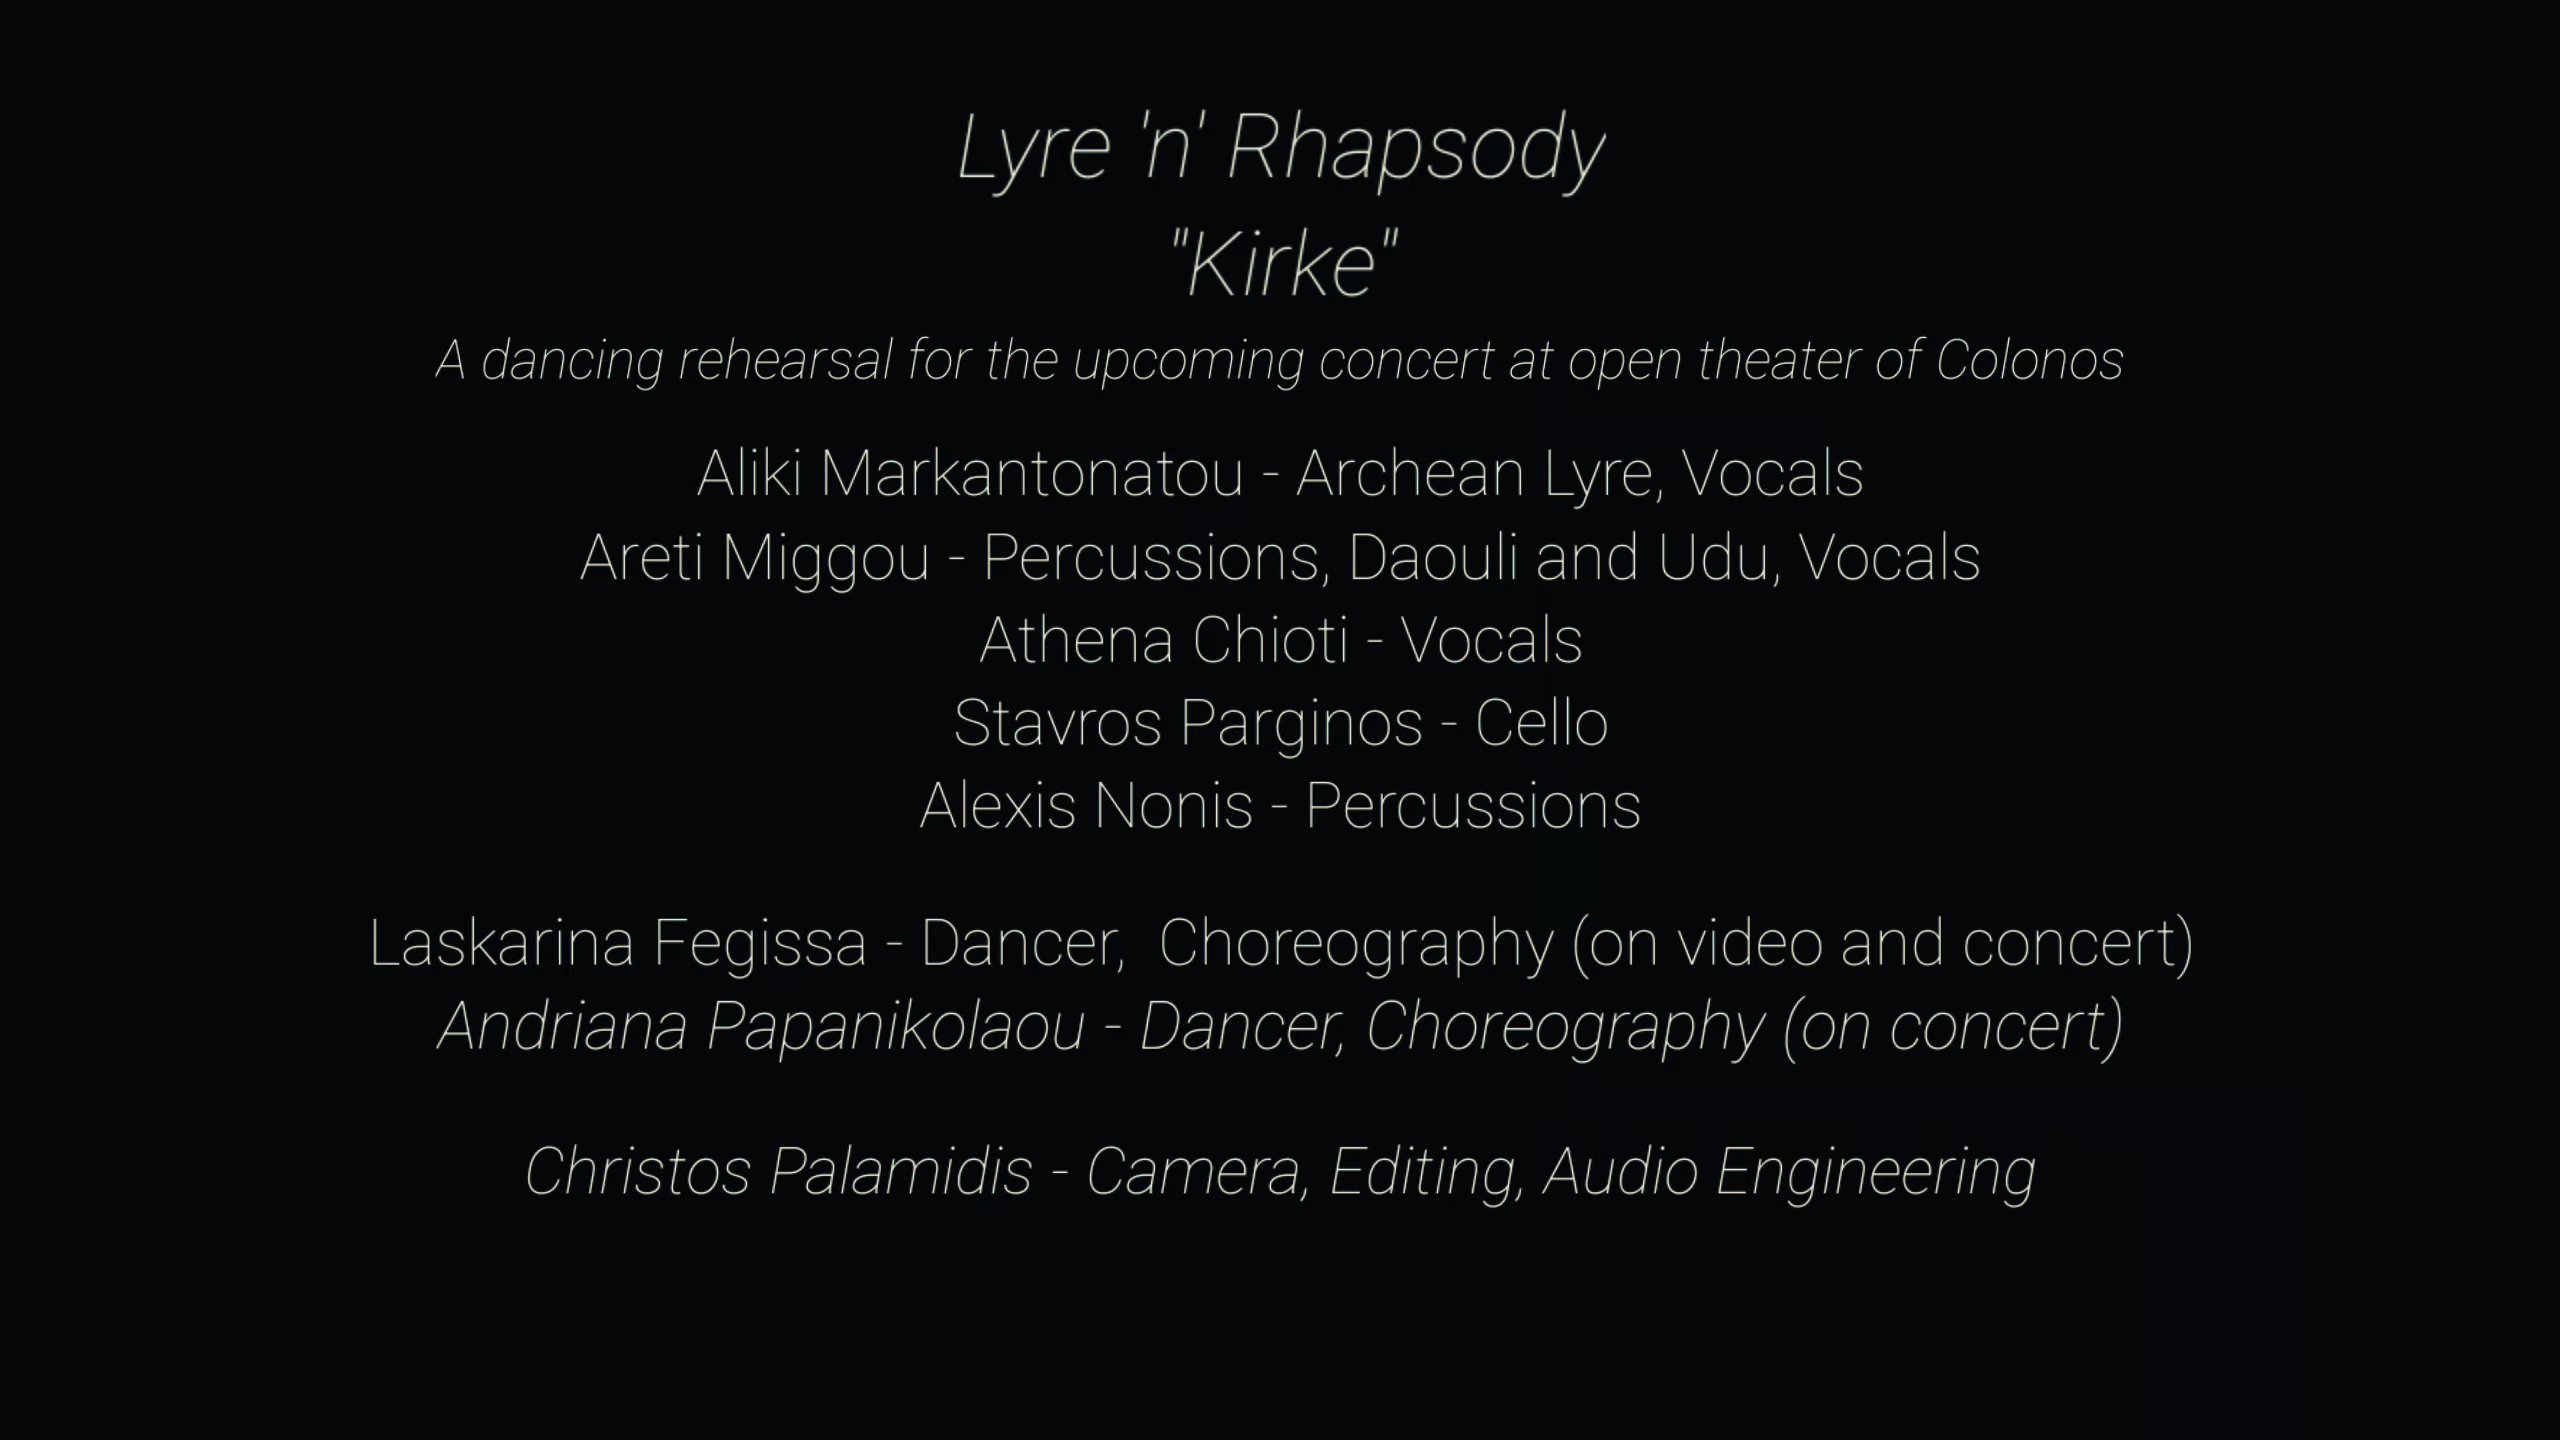 Lyre 'n' Rhapsody
"Kirke"
A dancing rehearsal for the upcoming concert at open theater of Colonos
Aliki Markantonatou - Archean Lyre, Vocals
Areti Miggou - Percussions, Daouli and Udu, Vocals
Athena Chioti - Vocals
Stavros Parginos - Cello
Alexis Nonis - Percussions
Laskarina Fegissa - Dancer,  Choreography (on video and concert)
Andriana Papanikolaou - Dancer, Choreography (on concert)
Christos Palamidis - Camera, Editing, Audio Engineering